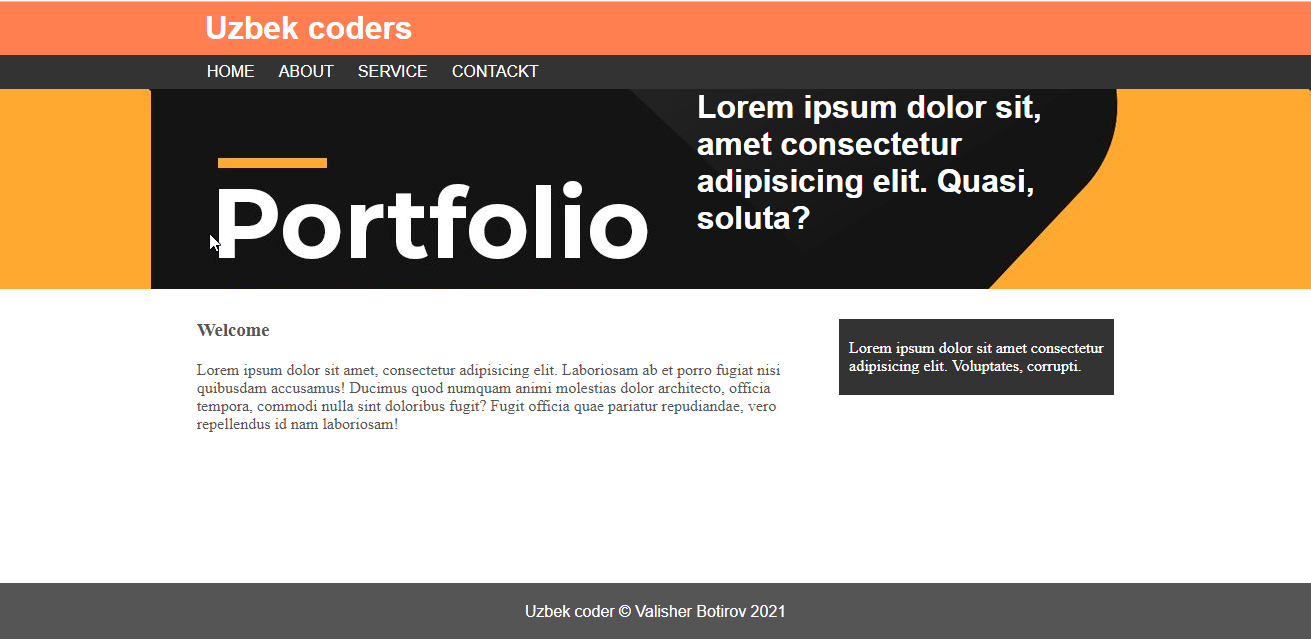 Uzbek coders
HOME ABOUT SERVICE CONTACKT
Portfolio
Lorem ipsum dolor sit,
amet consectetur
adipisicing elit. Quasi,
soluta?
Welcome
Lorem ipsum dolor sit amet, consectetur adipisicing elit. Laboriosam ab et porro fugiat nisi
quibusdam accusamus! Ducimus quod numquam animi molestias dolor architecto, officia
tempora, commodi nulla sint doloribus fugit? Fugit officia quae pariatur repudiandae, vero
repellendus id nam laboriosam!
Lorem ipsum dolor sit amet consectetur
adipisicing elit. Voluptates, corrupti.
Uzbek coder © Valisher Botirov 2021